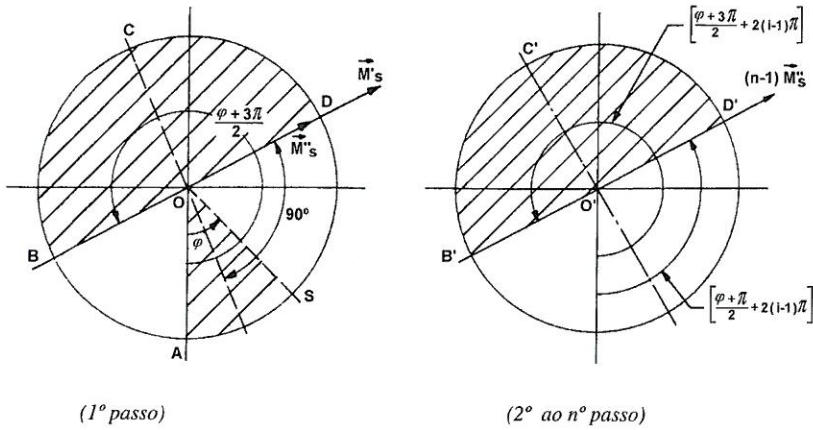 C
M's
D
φ+3π/2
M"s
O
90º
φ
B
S
A
(1º passo)
[φ+3π/2 + 2(i-1)π]
C'
(n-1) M"s
D'
O'
B'
[φ+π/2 + 2(i-1)π]
(2º ao nº passo)